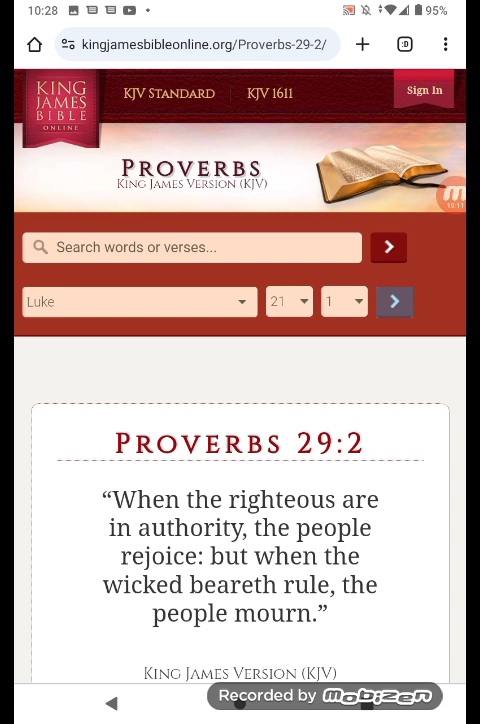 10:28
95%
kingjamesbibleonline.org/Proverbs-29-2/
:D
KING
JAMES
BIBLE
ONLINE
KJV STANDARD
KJV 1611
Sign In
PROVERBS
KING JAMES VERSION (KJV)
10:11
Search words or verses...
Luke
21
1
PROVERBS 29:2
“When the righteous are
in authority, the people
rejoice: but when the
wicked beareth rule, the
people mourn.”
KING JAMES VERSION (KJV)
Recorded by mobizen